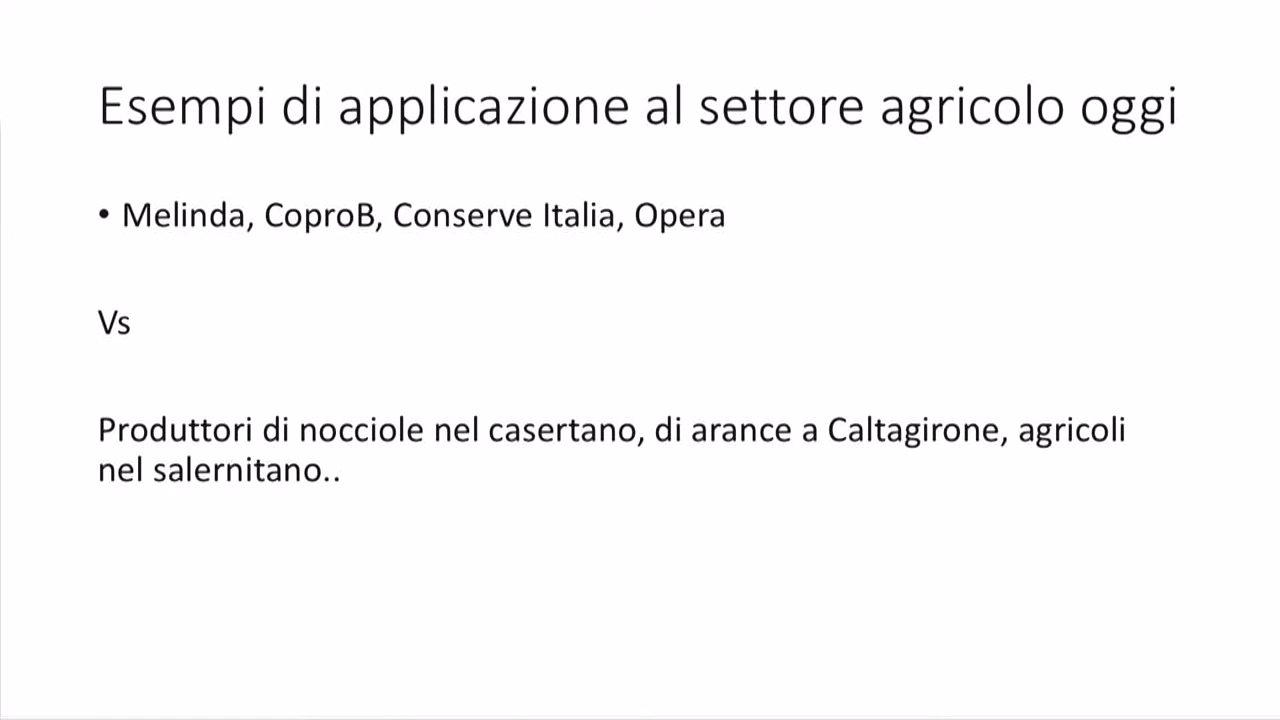 Esempi di applicazione al settore agricolo oggi
• Melinda, CoproB, Conserve Italia, Opera
Vs
Produttori di nocciole nel casertano, di arance a Caltagirone, agricoli
nel salernitano..